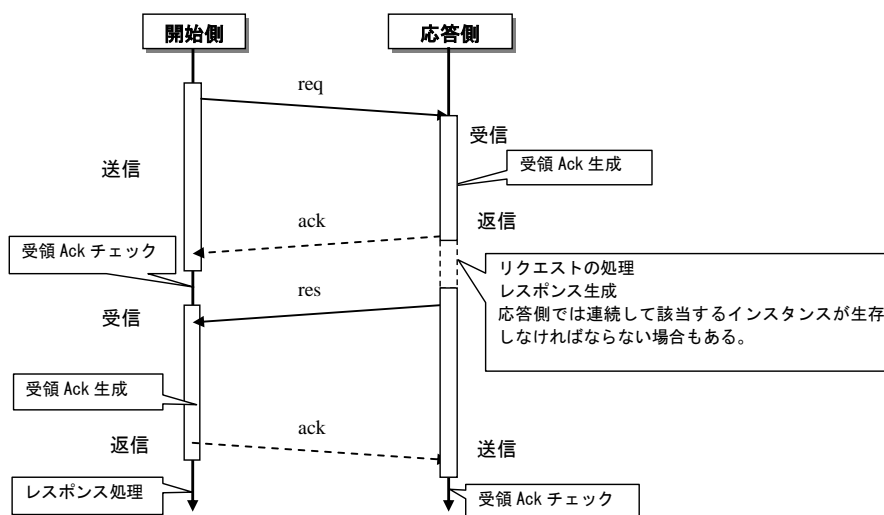 開始側
応答側
req
受信
送信
受領 Ack 生成
ack
返信
受領 Ack チェック
リクエストの処理
レスポンス生成
応答側では連続して該当するインスタンスが生存
しなければならない場合もある。
res
受信
受領 Ack 生成
ack
返信
送信
レスポンス処理
受領 Ack チェック